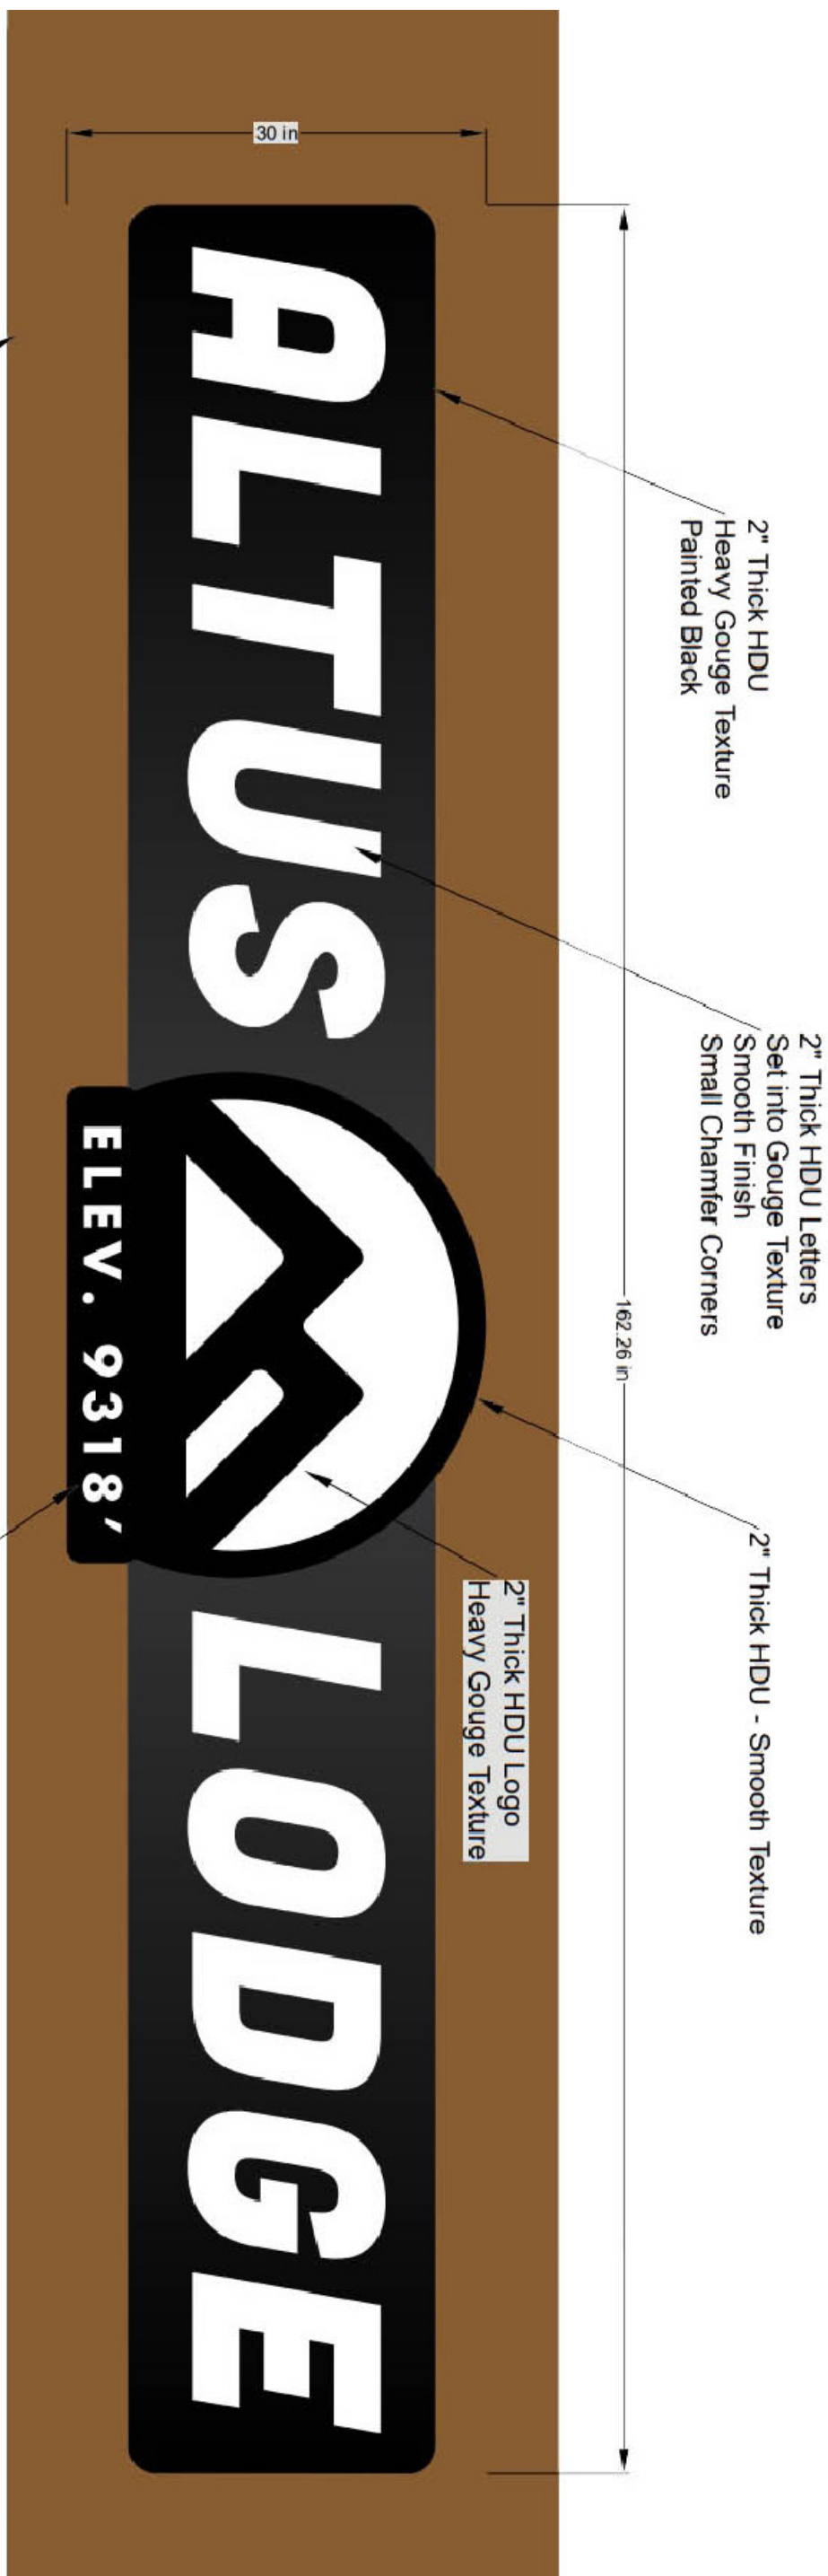 30 in
ALTUS LODGE
ELEV. 9318'
162.26 in
2" Thick HDU
Heavy Gouge Texture
Painted Black
2" Thick HDU Letters
Set into Gouge Texture
Smooth Finish
Small Chamfer Corners
2" Thick HDU - Smooth Texture
2" Thick HDU Logo
Heavy Gouge Texture